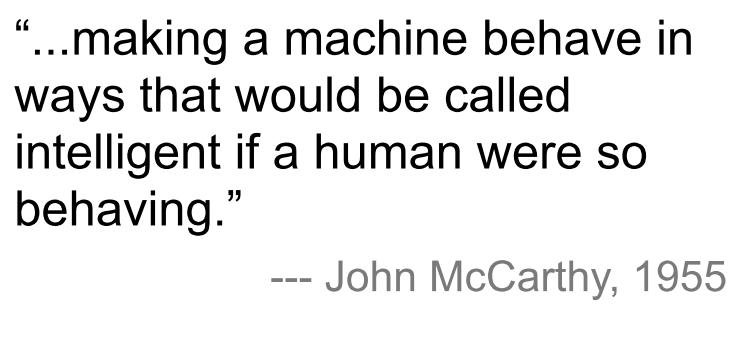 “...making a machine behave in
ways that would be called
intelligent if a human were so
behaving.”
--- John McCarthy, 1955